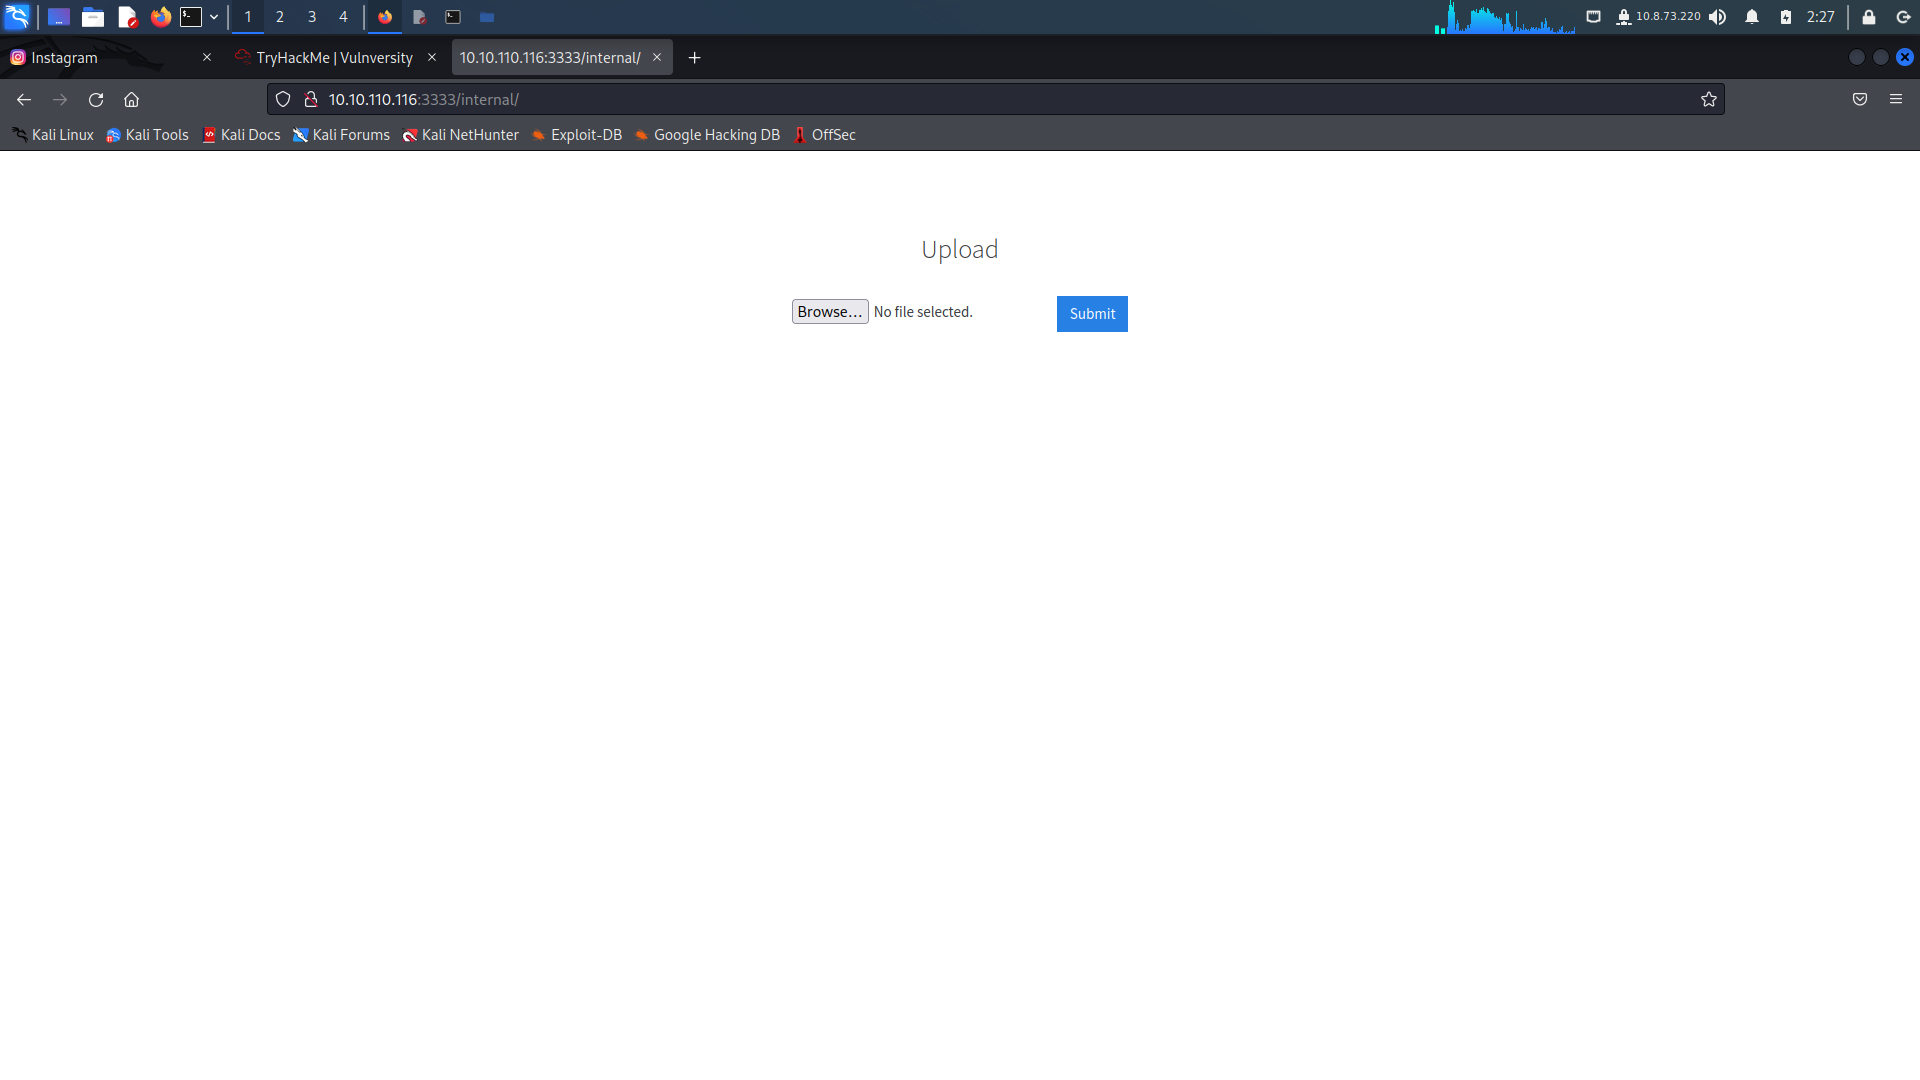 1 2 3 4 10.8.73.220 2:27
Instagram TryHackMe | Vulnversity 10.10.110.116:3333/internal/
10.10.110.116:3333/internal/
Kali Linux Kali Tools Kali Docs Kali Forums Kali NetHunter Exploit-DB Google Hacking DB OffSec
Upload
Browse... No file selected. Submit